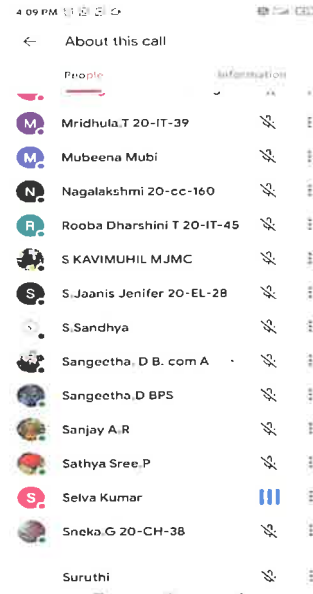 4:09 PM
About this call
People
Information
M Mridhula.T 20-IT-39
M Mubeena Mubi
N Nagalakshmi 20-cc-160
R Rooba Dharshini T 20-IT-45
S KAVIMUHIL MJMC
S S.Jaanis Jenifer 20-EL-28
S.Sandhya
Sangeetha. D B. com A
Sangeetha.D BPS
Sanjay A.R
Sathya Sree.P
S Selva Kumar
Sneka.G 20-CH-38
Suruthi